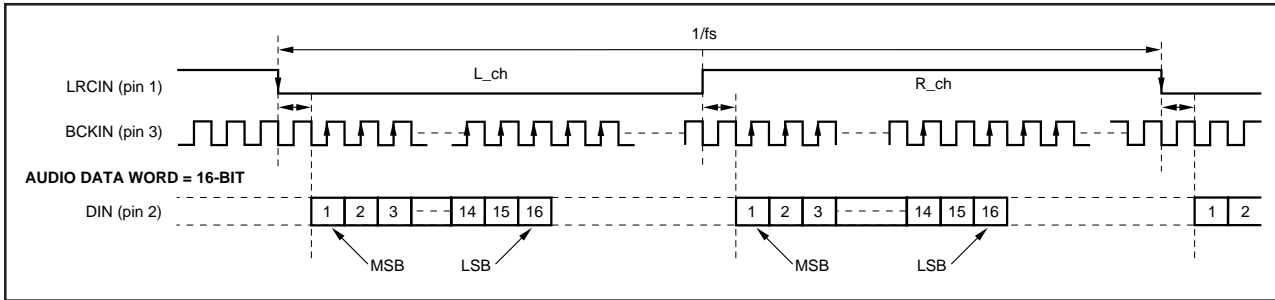 1/fs
LRCIN (pin 1)
L_ch
R_ch
BCKIN (pin 3)
AUDIO DATA WORD = 16-BIT
DIN (pin 2)
1 2 3 14 15 16 1 2 3 14 15 16 1 2
MSB LSB MSB LSB